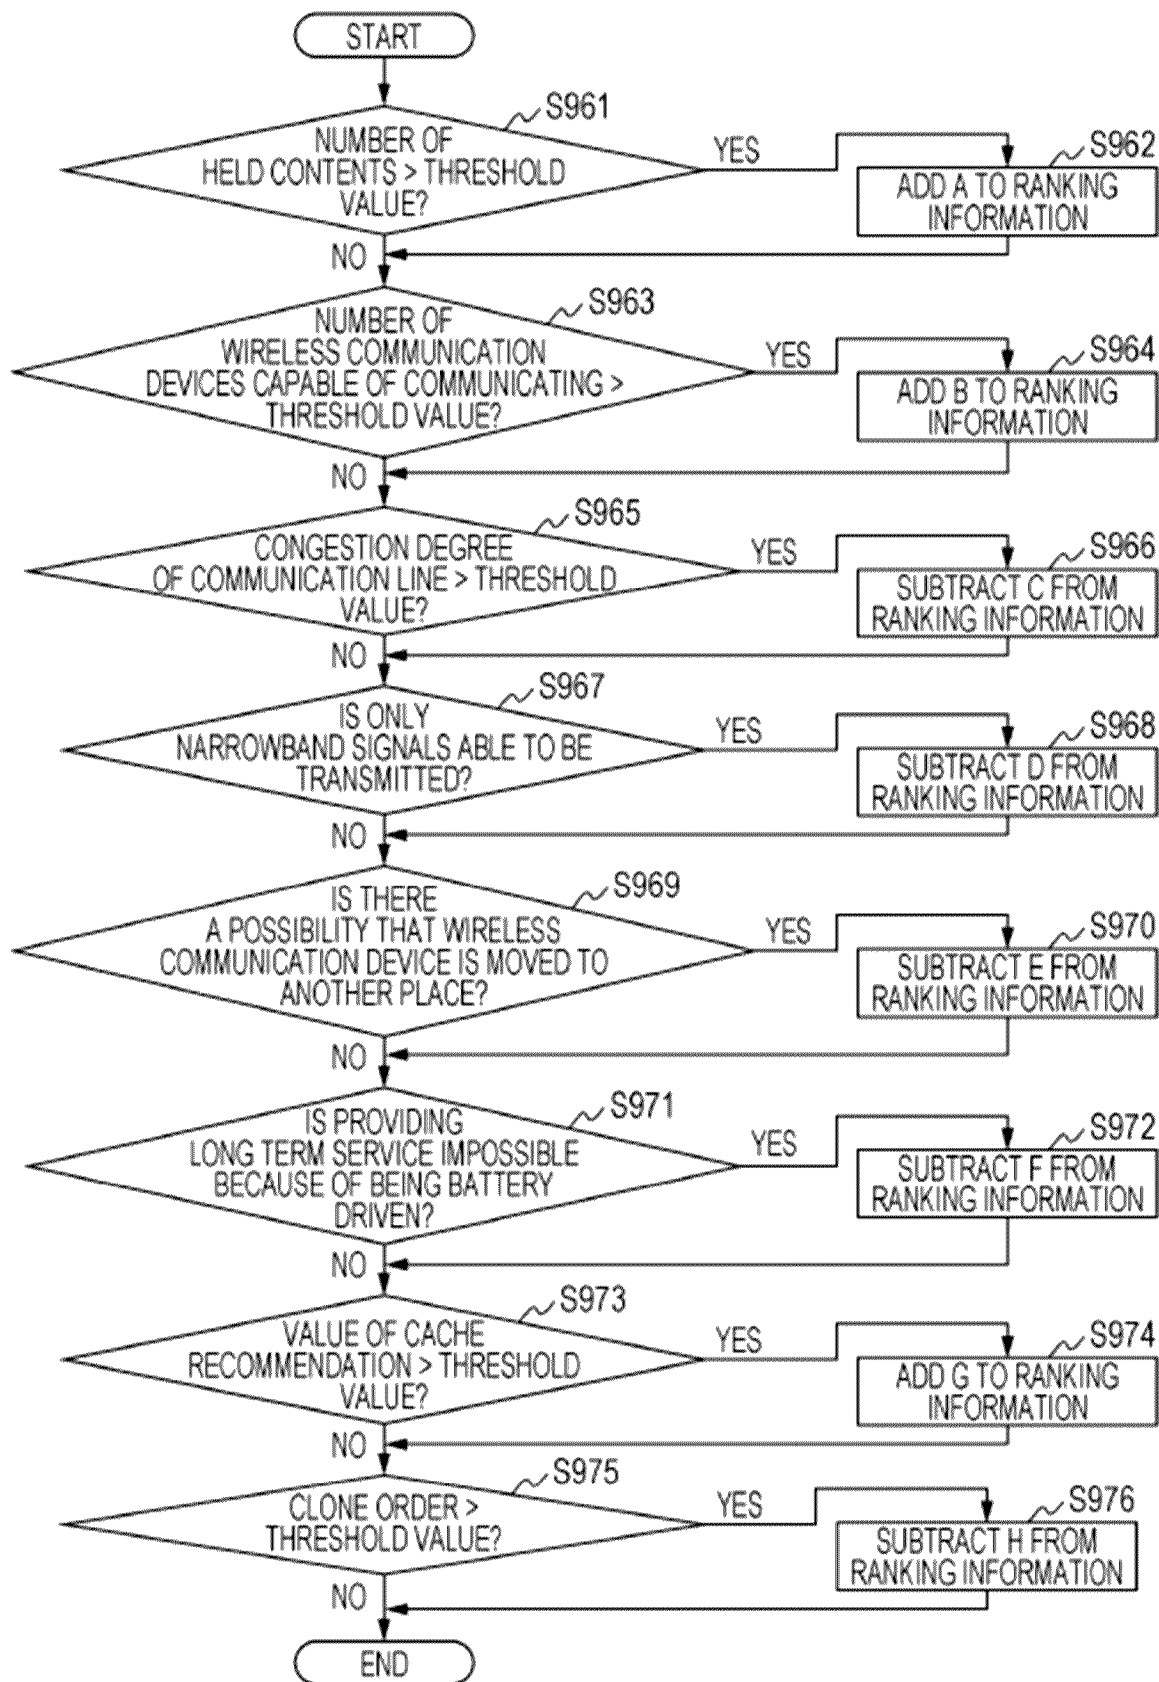 START
S961
NUMBER OF
HELD CONTENTS > THRESHOLD
VALUE?
YES
S962
ADD A TO RANKING
INFORMATION
NO
S963
NUMBER OF
WIRELESS COMMUNICATION
DEVICES CAPABLE OF COMMUNICATING >
THRESHOLD VALUE?
YES
S964
ADD B TO RANKING
INFORMATION
NO
S965
CONGESTION DEGREE
OF COMMUNICATION LINE > THRESHOLD
VALUE?
YES
S966
SUBTRACT C FROM
RANKING INFORMATION
NO
S967
IS ONLY
NARROWBAND SIGNALS ABLE TO BE
TRANSMITTED?
YES
S968
SUBTRACT D FROM
RANKING INFORMATION
NO
S969
IS THERE
A POSSIBILITY THAT WIRELESS
COMMUNICATION DEVICE IS MOVED TO
ANOTHER PLACE?
YES
S970
SUBTRACT E FROM
RANKING INFORMATION
NO
S971
IS PROVIDING
LONG TERM SERVICE IMPOSSIBLE
BECAUSE OF BEING BATTERY
DRIVEN?
YES
S972
SUBTRACT F FROM
RANKING INFORMATION
NO
S973
VALUE OF CACHE
RECOMMENDATION > THRESHOLD
VALUE?
YES
S974
ADD G TO RANKING
INFORMATION
NO
S975
CLONE ORDER >
THRESHOLD VALUE?
YES
S976
SUBTRACT H FROM
RANKING INFORMATION
NO
END